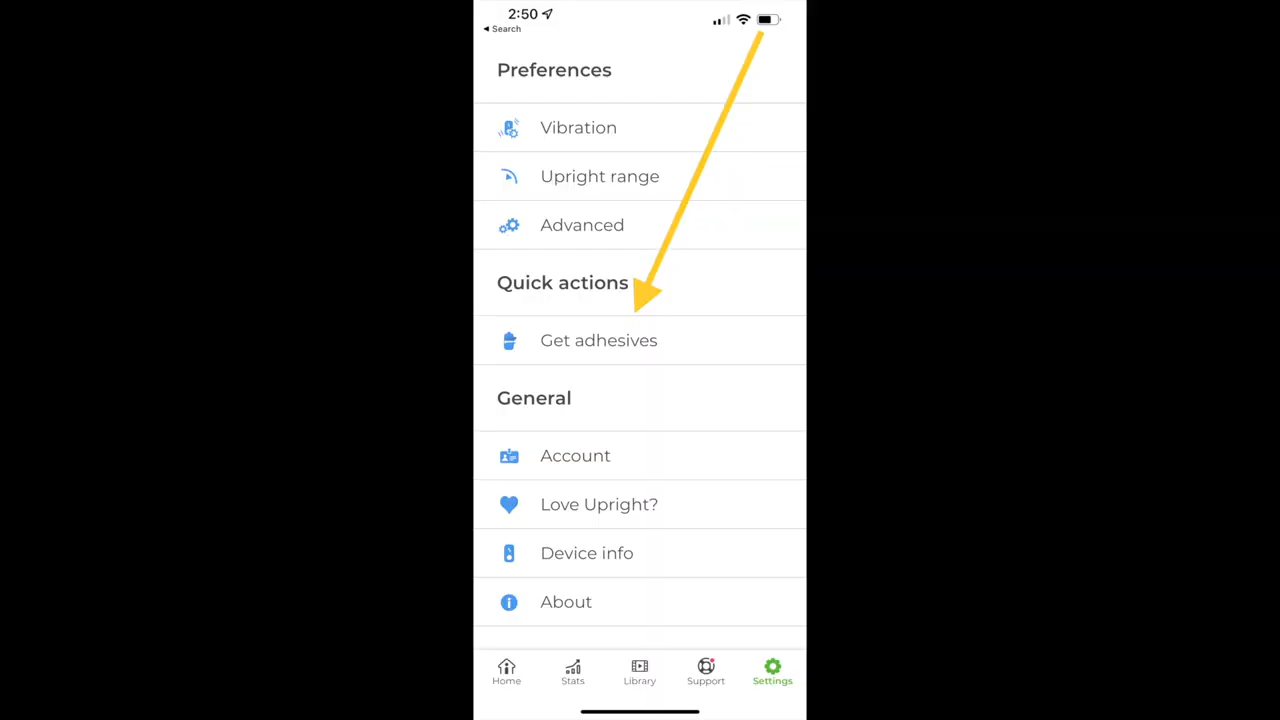 2:50
◀ Search
Preferences
Vibration
Upright range
Advanced
Quick actions
Get adhesives
General
Account
Love Upright?
Device info
About
Home
Stats
Library
Support
Settings